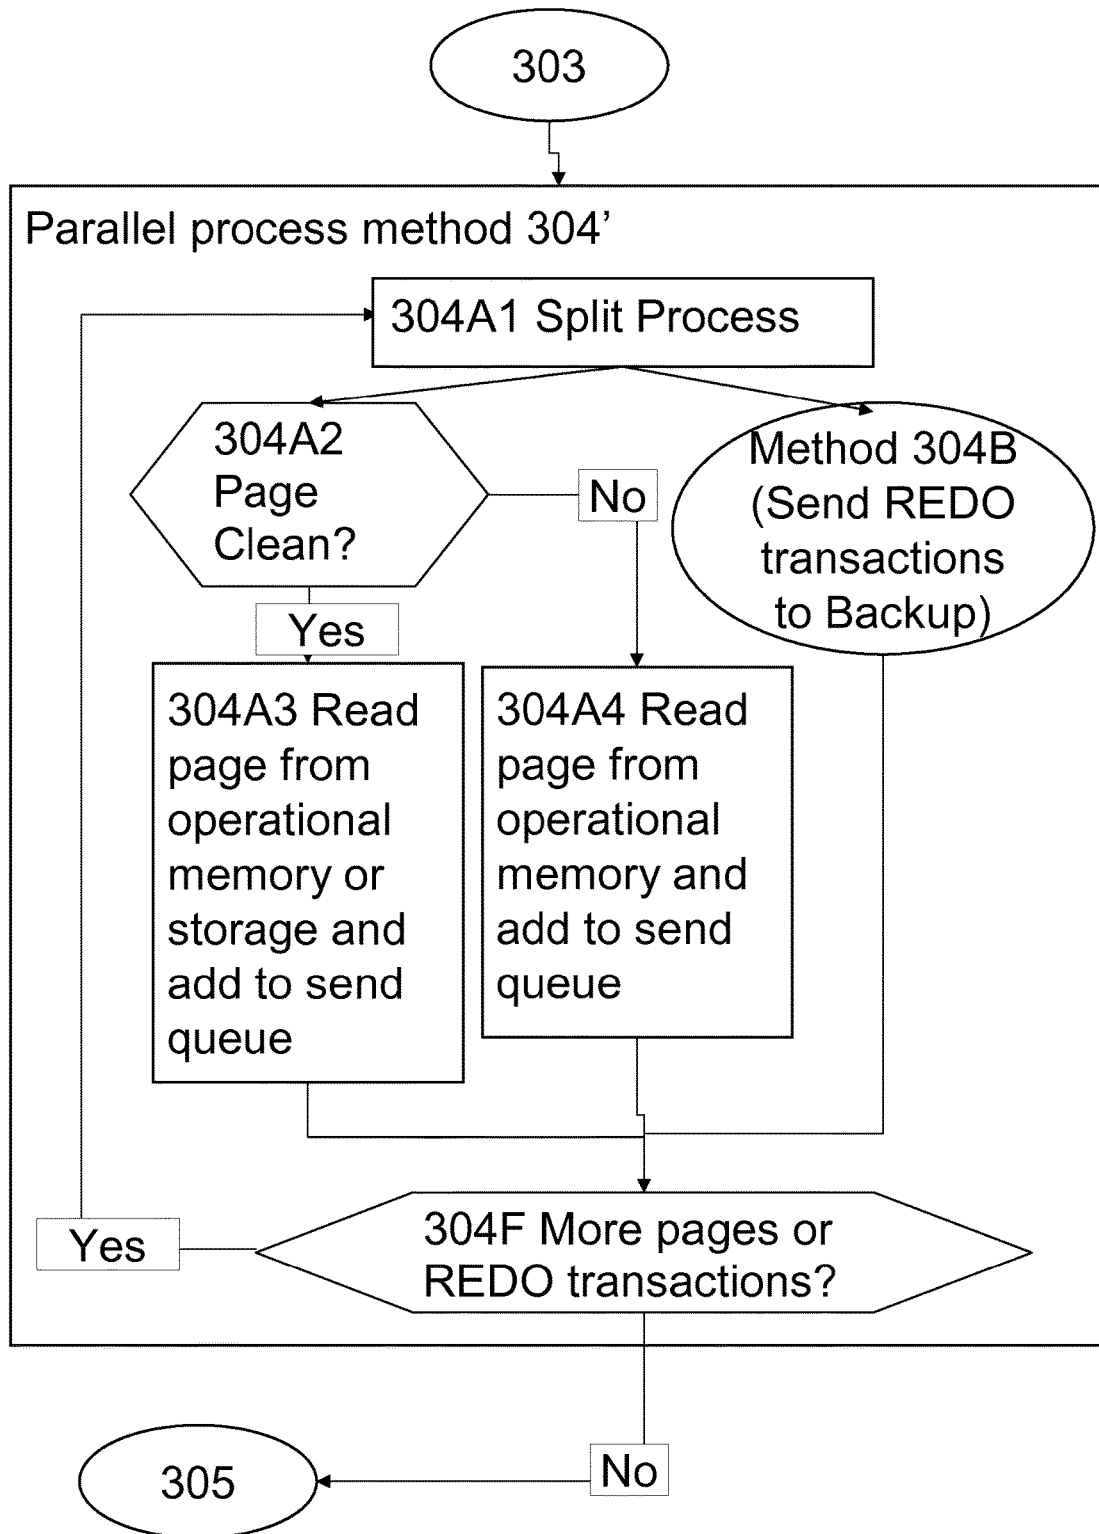 303
Parallel process method 304’
304A1 Split Process
304A2
Page
Clean?
No
Method 304B
(Send REDO
transactions
to Backup)
Yes
304A3 Read
page from
operational
memory or
storage and
add to send
queue
304A4 Read
page from
operational
memory and
add to send
queue
Yes
304F More pages or
REDO transactions?
No
305